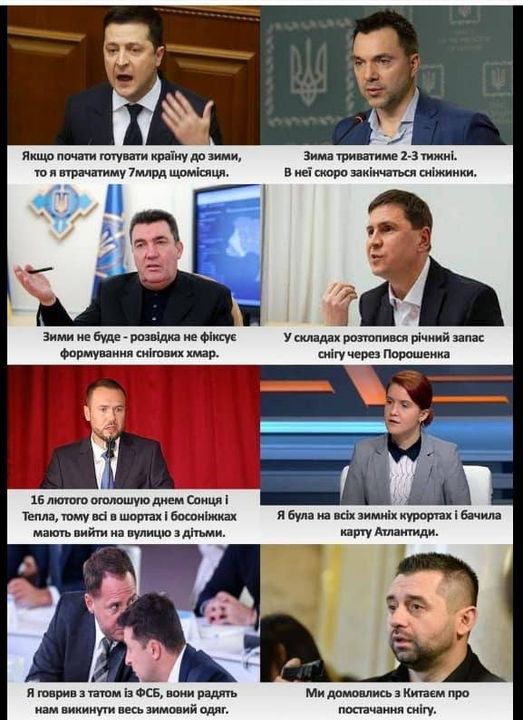 Якщо почати готувати країну до зими,
то я втрачатиму 7млрд щомісяця.
Зима триватиме 2-3 тижні.
В неї скоро закінчаться сніжинки.
Зими не буде - розвідка не фіксує
формування снігових хмар.
У складах розтопився річний запас
снігу через Порошенка
16 лютого оголошую днем Сонця і
Тепла, тому всі в шортах і босоніжках
мають вийти на вулицю з дітьми.
Я була на всіх зимніх курортах і бачила
карту Атлантиди.
Я говрив з татом із ФСБ, вони радять
нам викинути весь зимовий одяг.
Ми домовлись з Китаєм про
постачання снігу.